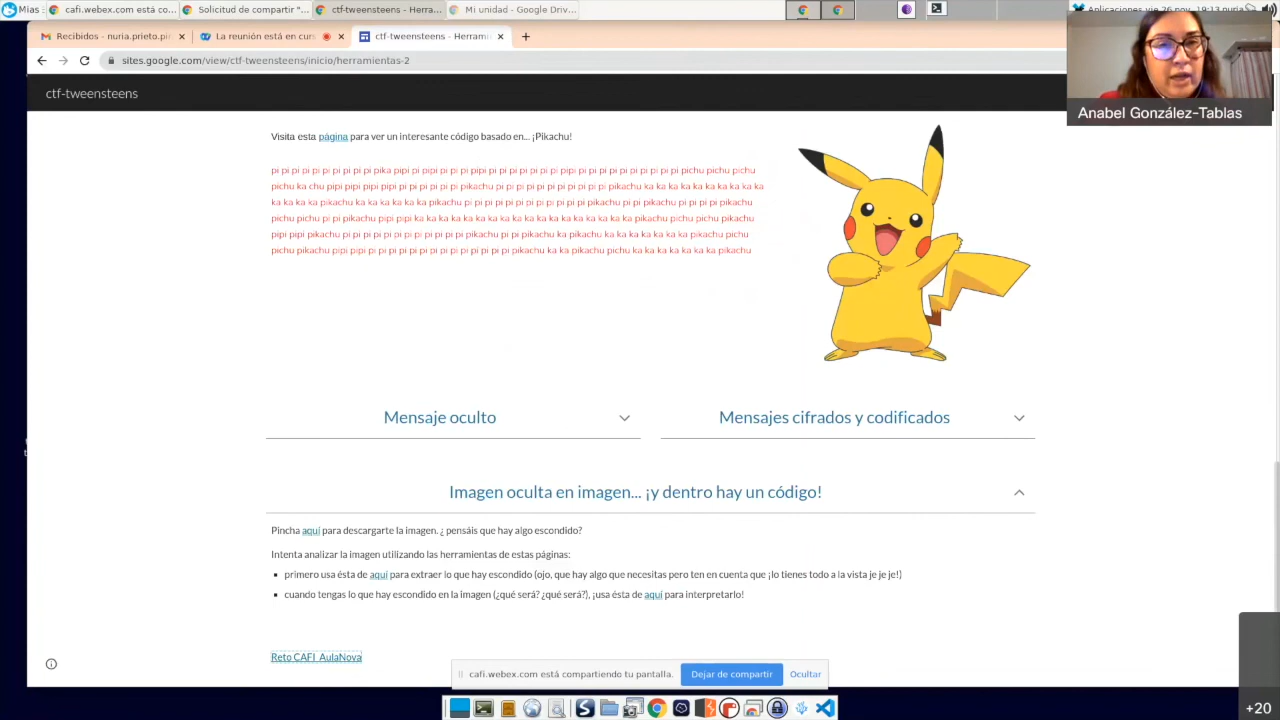 Mias
cafi.webex.com está co...
Solicitud de compartir "...
ctf-tweensteens - Herra...
Mi unidad - Google Driv...
Aplicaciones vie 26 nov, 19:13 nuria
Recibidos - nuria.prieto.pi
La reunión está en curs
ctf-tweensteens - Herrami
sites.google.com/view/ctf-tweensteens/inicio/herramientas-2
Anabel González-Tablas
ctf-tweensteens
Visita esta página para ver un interesante código basado en... ¡Pikachu!
pi pi pi pi pi pi pi pi pi pi pika pipi pi pipi pi pi pi pipi pi pi pi pi pi pi pi pipi pi pi pi pi pi pi pi pi pi pi pichu pichu pichu
pichu ka chu pipi pipi pipi pipi pi pi pi pi pi pi pikachu pi pi pi pi pi pi pi pi pi pi pikachu ka ka ka ka ka ka ka ka ka ka
ka ka ka ka pikachu ka ka ka ka ka ka pikachu pi pi pi pi pi pi pi pi pi pi pi pikachu pi pi pikachu pi pi pi pi pikachu
pichu pichu pi pi pikachu pipi pipi ka ka ka ka ka ka ka ka ka ka ka ka ka ka ka ka ka ka pikachu pichu pichu pikachu
pipi pipi pikachu pi pi pi pi pi pi pi pi pi pi pikachu pi pi pikachu ka pikachu ka ka ka ka ka ka ka pikachu pichu
pichu pikachu pipi pipi pi pi pi pi pi pi pi pi pi pi pi pi pi pi pikachu ka ka pikachu pichu ka ka ka ka ka ka ka pikachu
Mensaje oculto
Mensajes cifrados y codificados
Imagen oculta en imagen... ¡y dentro hay un código!
Pincha aquí para descargarte la imagen. ¿ pensáis que hay algo escondido?
Intenta analizar la imagen utilizando las herramientas de estas páginas:
primero usa ésta de aquí para extraer lo que hay escondido (ojo, que hay algo que necesitas pero ten en cuenta que ¡lo tienes todo a la vista je je je!)
cuando tengas lo que hay escondido en la imagen (¿qué será? ¿qué será?), ¡usa ésta de aquí para interpretarlo!
Reto CAFI_AulaNova
cafi.webex.com está compartiendo tu pantalla.
Dejar de compartir
Ocultar
+20